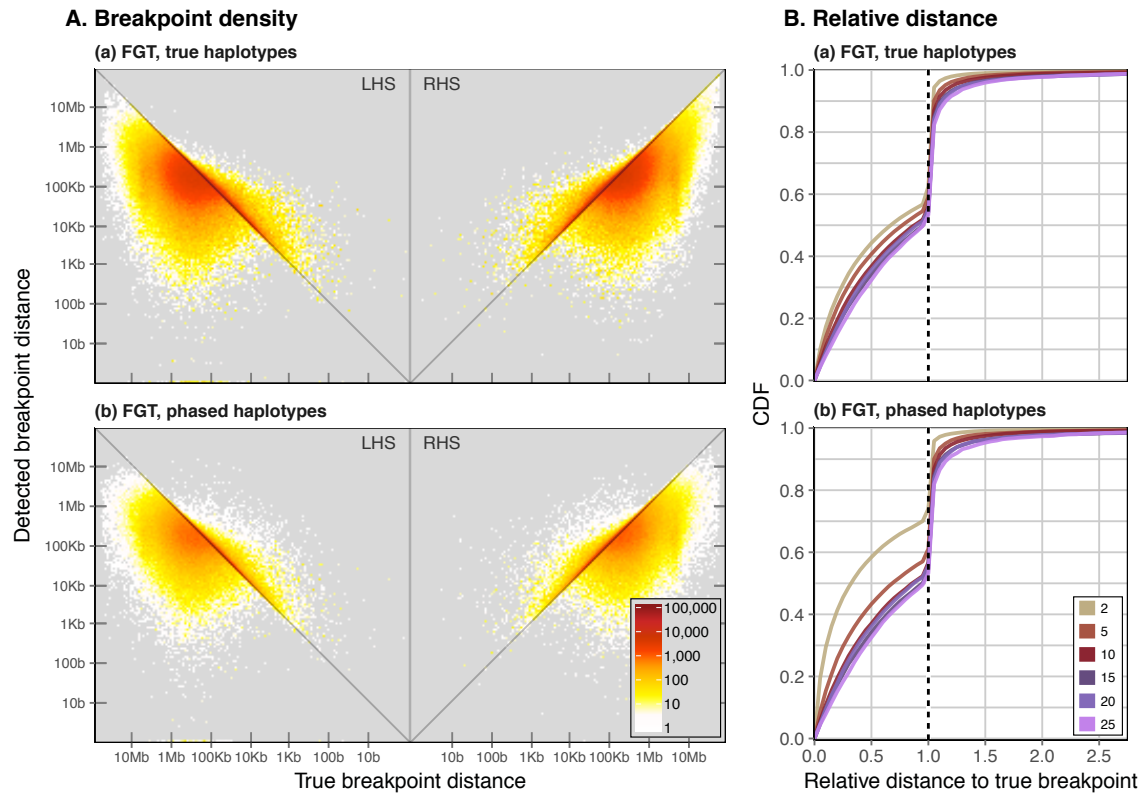 A. Breakpoint density
B. Relative distance
(a) FGT, true haplotypes
(a) FGT, true haplotypes
LHS
RHS
10Mb
1Mb
100Kb
10Kb
1Kb
100b
10b
1.0
0.8
0.6
0.4
0.2
0.0
Detected breakpoint distance
CDF
(b) FGT, phased haplotypes
(b) FGT, phased haplotypes
LHS
RHS
10Mb
1Mb
100Kb
10Kb
1Kb
100b
10b
100,000
10,000
1,000
100
10
1
1.0
0.8
0.6
0.4
0.2
0.0
2
5
10
15
20
25
10Mb 1Mb 100Kb 10Kb 1Kb 100b 10b 10b 100b 1Kb 10Kb 100Kb 1Mb 10Mb
0.0 0.5 1.0 1.5 2.0 2.5
True breakpoint distance
Relative distance to true breakpoint